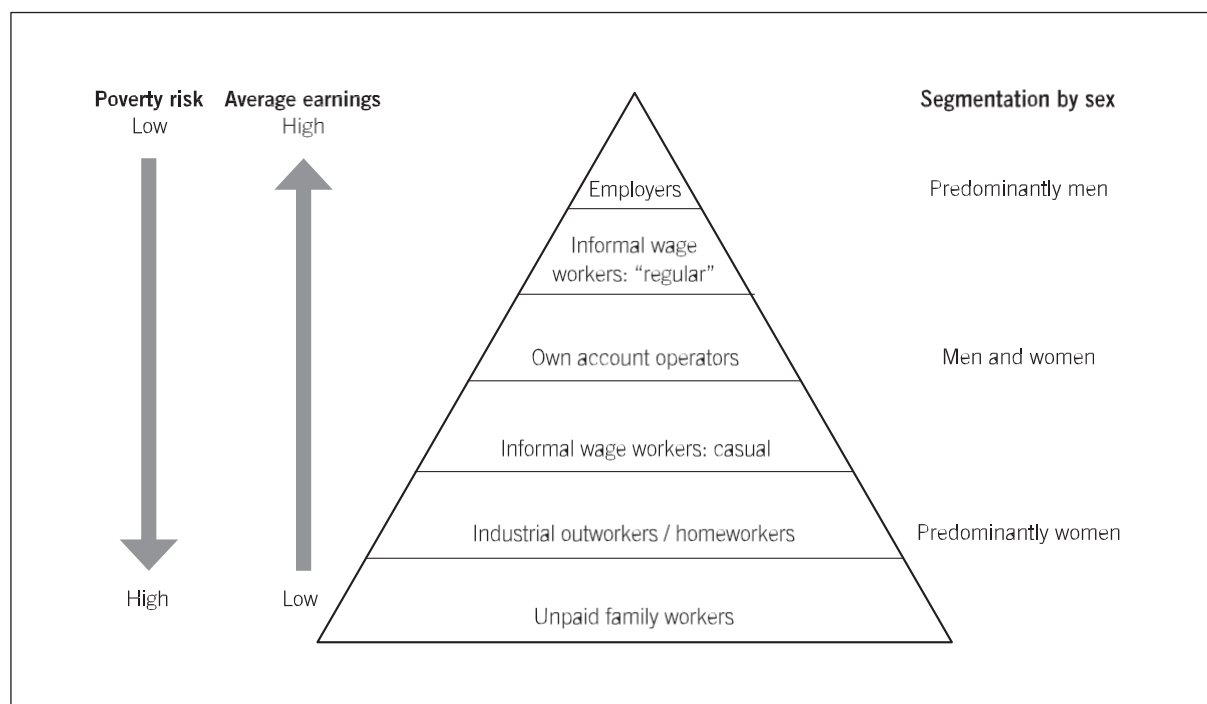 Poverty risk
Low
Average earnings
High
Segmentation by sex
Employers
Predominantly men
Informal wage
workers: “regular”
Own account operators
Men and women
Informal wage workers: casual
Industrial outworkers / homeworkers
Predominantly women
High
Low
Unpaid family workers